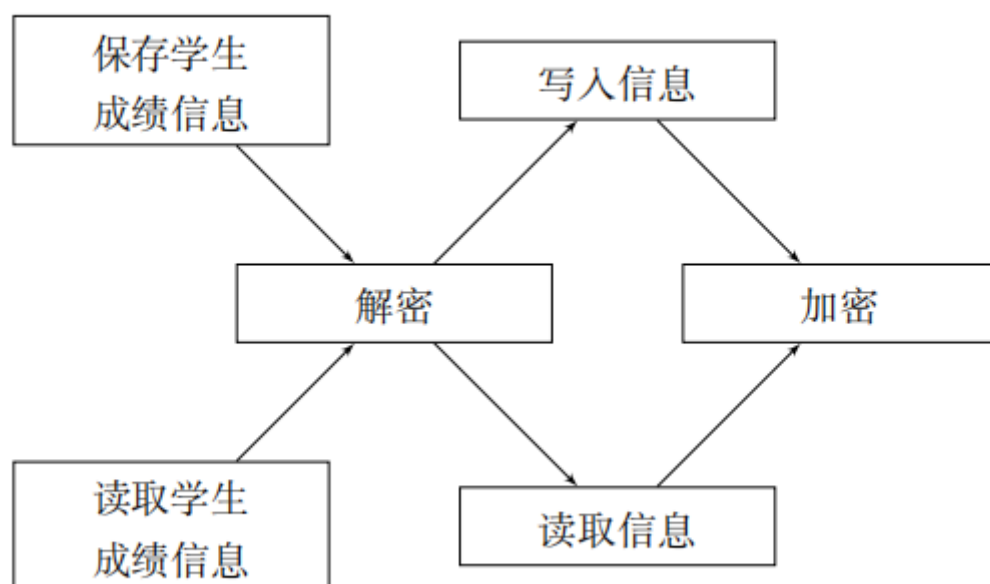 保存学生
成绩信息
写入信息
解密
加密
读取学生
成绩信息
读取信息